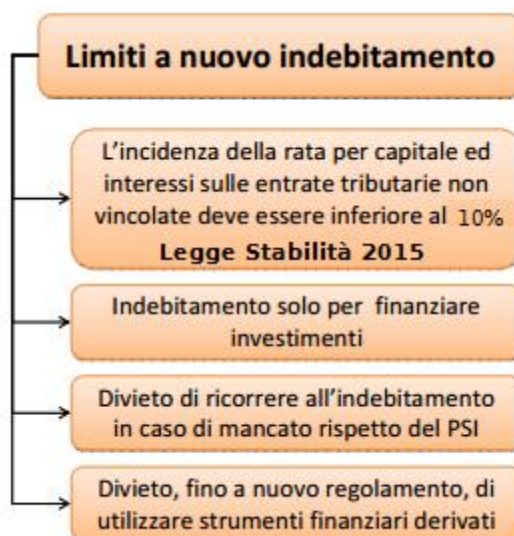 Limiti a nuovo indebitamento
L'incidenza della rata per capitale ed
interessi sulle entrate tributarie non
vincolate deve essere inferiore al 10%
Legge Stabilità 2015
Indebitamento solo per finanziare
investimenti
Divieto di ricorrere all'indebitamento
in caso di mancato rispetto del PSI
Divieto, fino a nuovo regolamento, di
utilizzare strumenti finanziari derivati